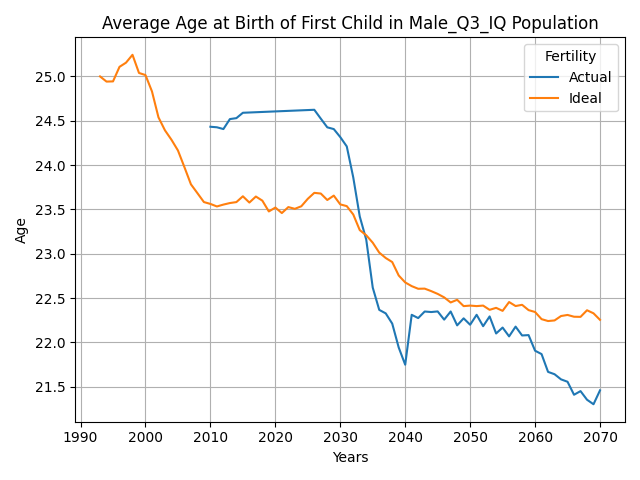 Average Age at Birth of First Child in Male_Q3_IQ Population
Fertility
Actual
Ideal
Age
25.0
24.5
24.0
23.5
23.0
22.5
22.0
21.5
1990 2000 2010 2020 2030 2040 2050 2060 2070
Years